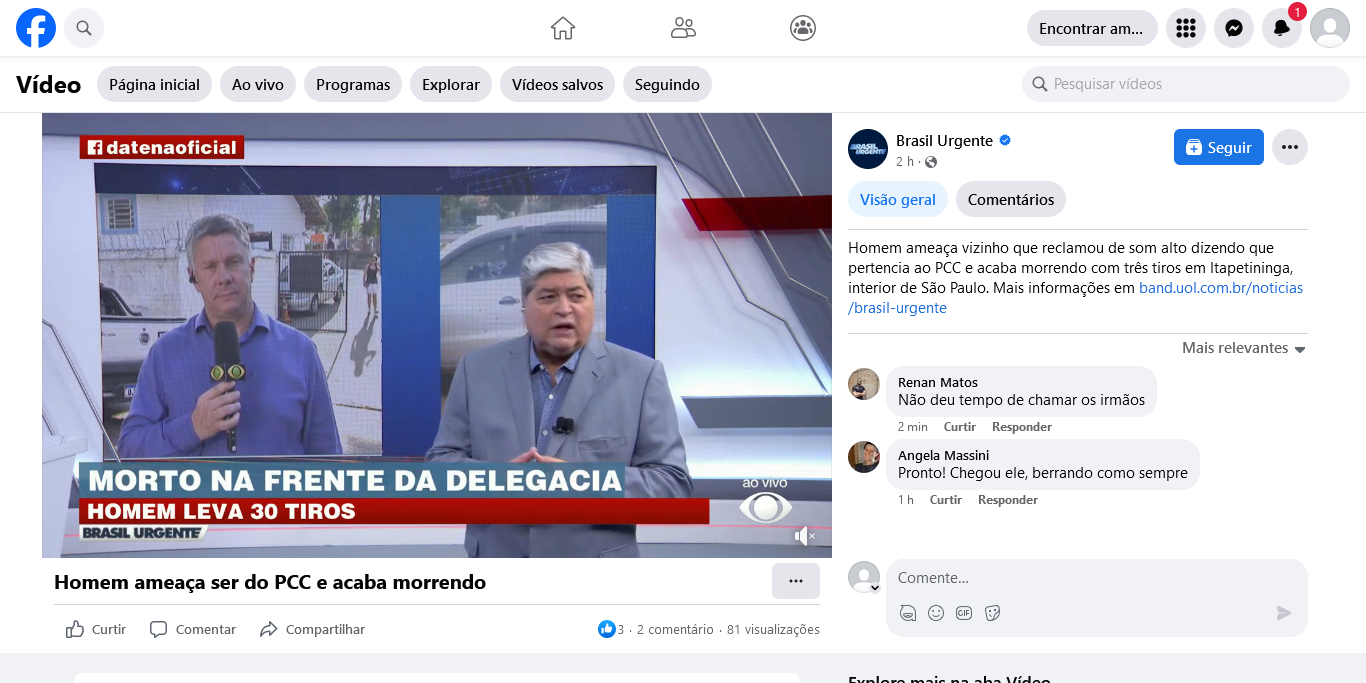 Encontrar am...
1
Vídeo
Página inicial
Ao vivo
Programas
Explorar
Vídeos salvos
Seguindo
Pesquisar vídeos
datenaoficial
MORTO NA FRENTE DA DELEGACIA
HOMEM LEVA 30 TIROS
BRASIL URGENTE
ao vivo
Homem ameaça ser do PCC e acaba morrendo
Curtir
Comentar
Compartilhar
3 · 2 comentário · 81 visualizações
BRASIL
URGENTE
Brasil Urgente
2 h ·
Seguir
Visão geral
Comentários
Homem ameaça vizinho que reclamou de som alto dizendo que
pertencia ao PCC e acaba morrendo com três tiros em Itapetininga,
interior de São Paulo. Mais informações em band.uol.com.br/noticias
/brasil-urgente
Mais relevantes
Renan Matos
Não deu tempo de chamar os irmãos
2 min Curtir Responder
Angela Massini
Pronto! Chegou ele, berrando como sempre
1 h Curtir Responder
Comente...
GIF
Explore mais na aba Vídeo